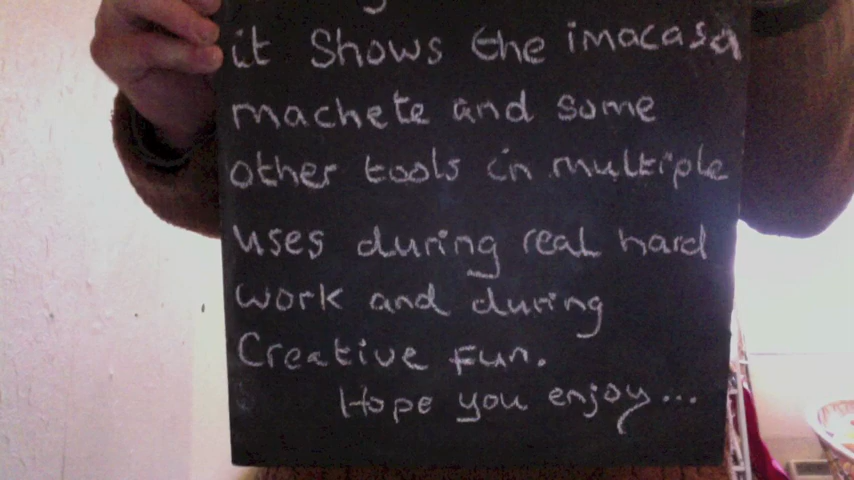 it Shows the imacasa
machete and some
other tools in multiple
uses during real hard
work and during
Creative Fun.
Hope you enjoy...